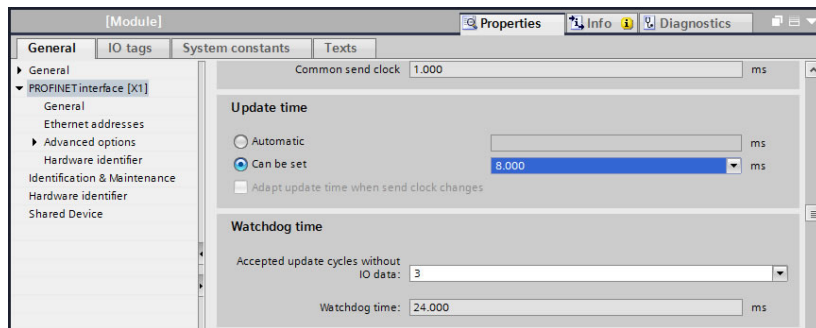 [Module]
Properties
Info
Diagnostics
General
IO tags
System constants
Texts
General
PROFINET interface [X1]
General
Ethernet addresses
Advanced options
Hardware identifier
Identification & Maintenance
Hardware identifier
Shared Device
Common send clock 1.000 ms
Update time
Automatic ms
Can be set 8.000 ms
Adapt update time when send clock changes
Watchdog time
Accepted update cycles without
IO data: 3
Watchdog time: 24.000 ms